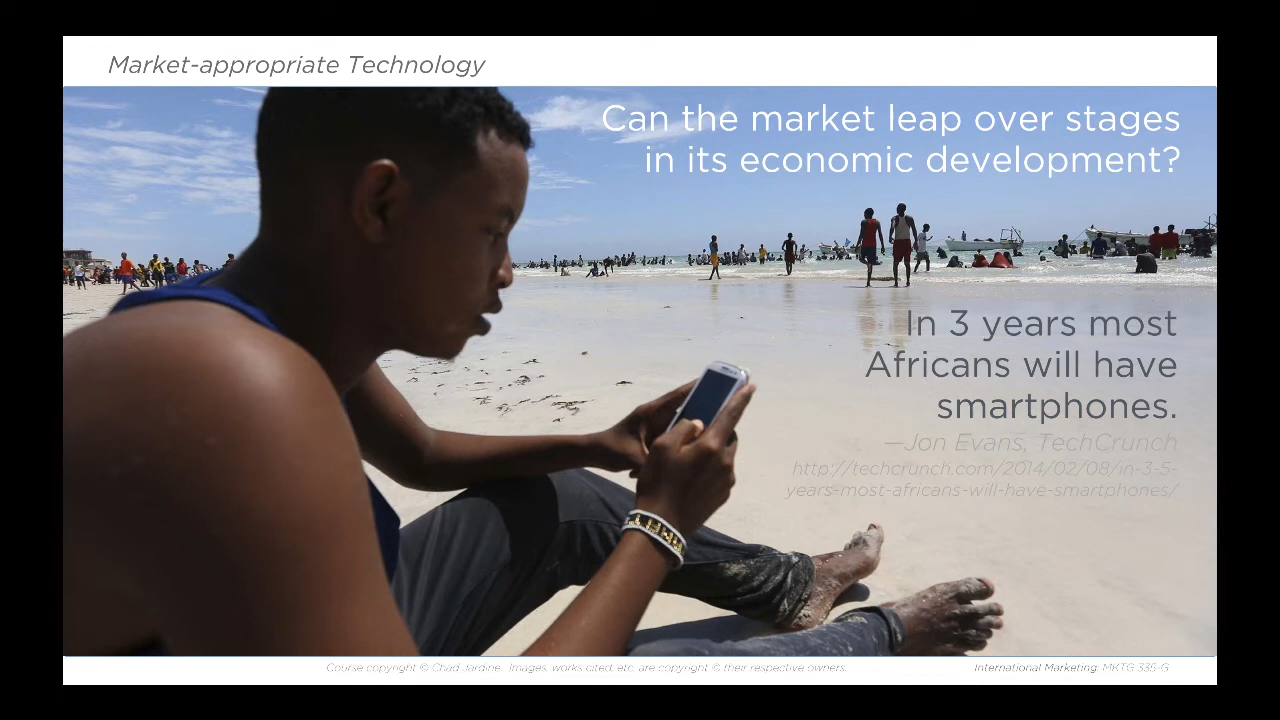 Market-appropriate Technology
Can the market leap over stages
in its economic development?
In 3 years most
Africans will have
smartphones.
—Jon Evans, TechCrunch
http://techcrunch.com/2014/02/08/in-3-5-
years-most-africans-will-have-smartphones/
Course copyright © Chad Jardine. Images, works cited, etc. are copyright © their respective owners.
International Marketing: MKTG 335-G